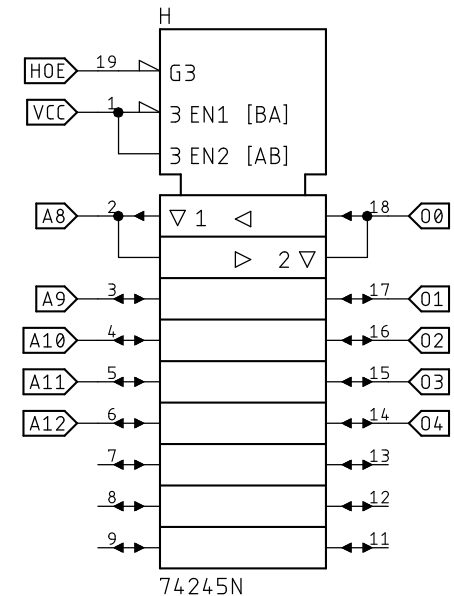 H
HOE 19 G3
VCC 1 3 EN1 [BA]
3 EN2 [AB]
A8 2 ▽ 1 ◁ 18 O0
▷ 2 ▽
A9 3 17 O1
A10 4 16 O2
A11 5 15 O3
A12 6 14 O4
7 13
8 12
9 11
74245N